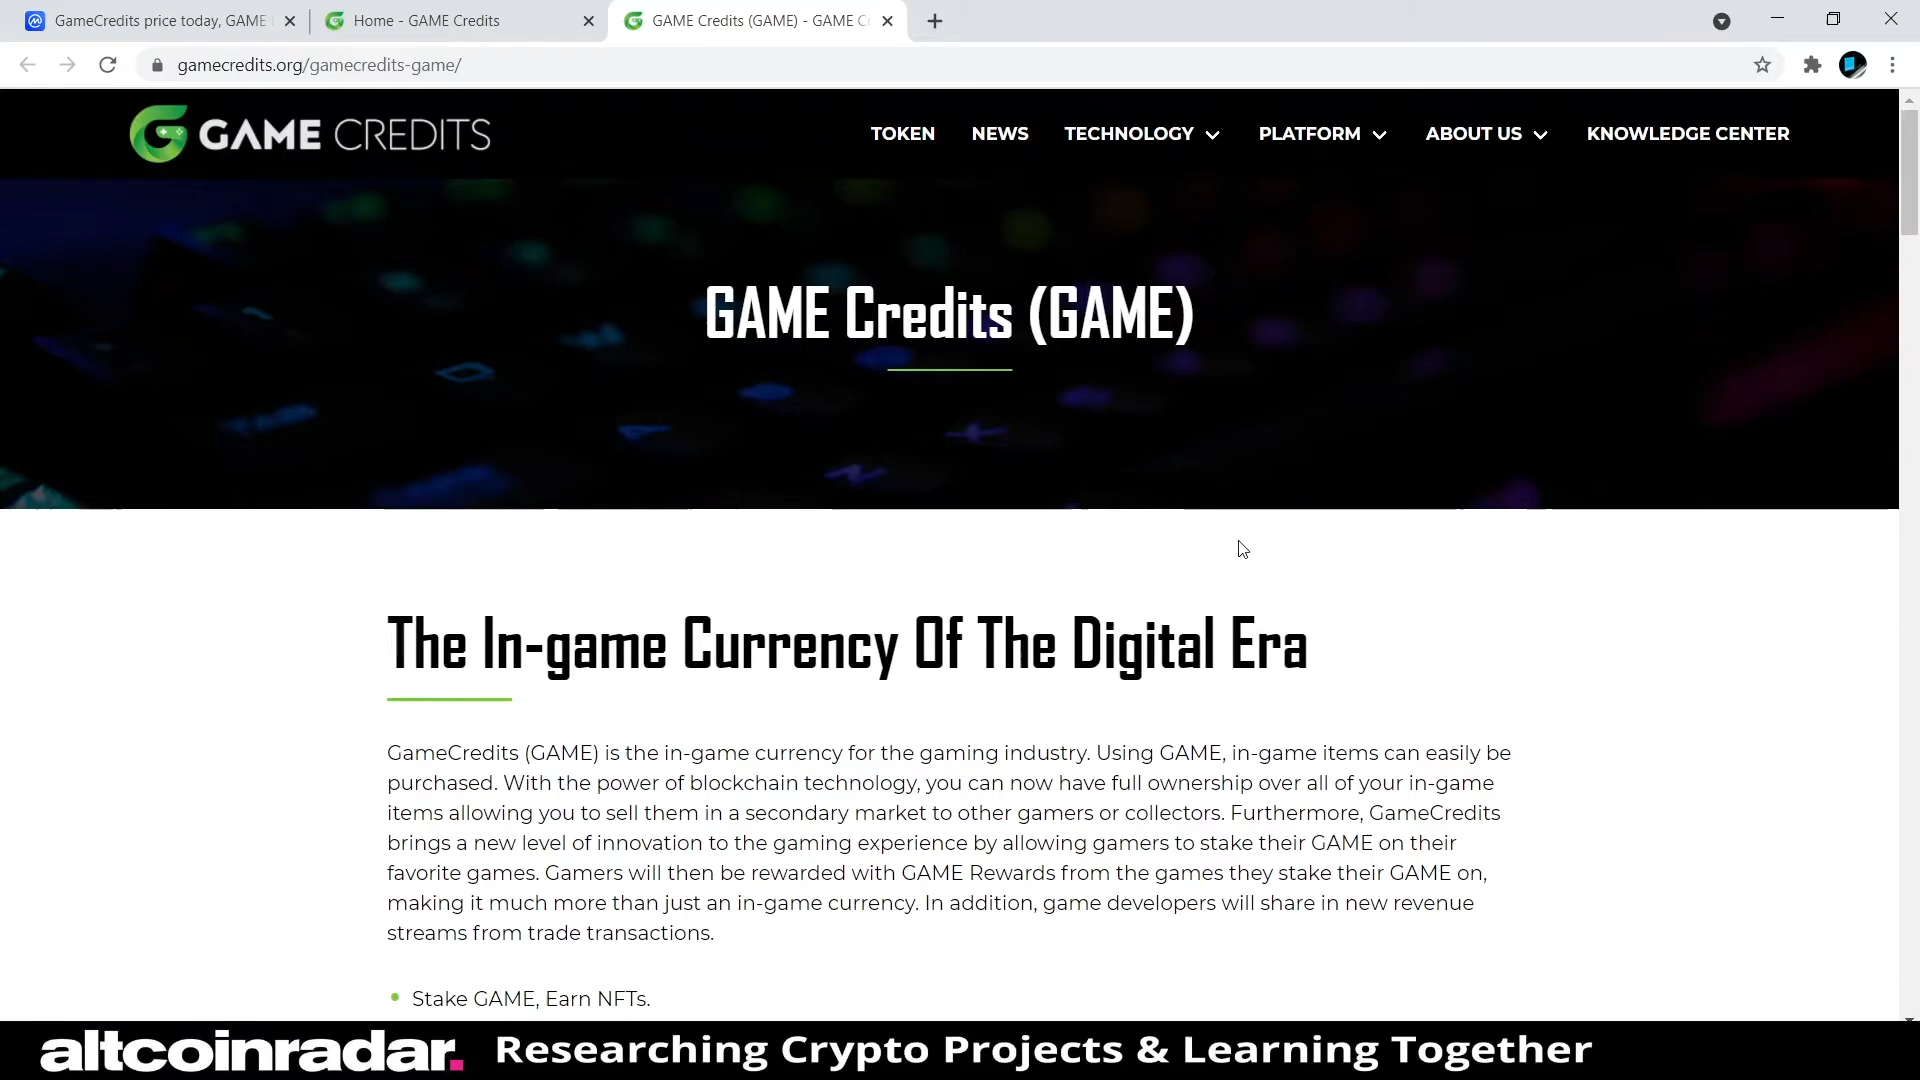 GameCredits price today, GAME
Home - GAME Credits
GAME Credits (GAME) - GAME C
gamecredits.org/gamecredits-game/
GAME CREDITS
TOKEN NEWS TECHNOLOGY PLATFORM ABOUT US KNOWLEDGE CENTER
GAME Credits (GAME)
The In-game Currency Of The Digital Era
GameCredits (GAME) is the in-game currency for the gaming industry. Using GAME, in-game items can easily be
purchased. With the power of blockchain technology, you can now have full ownership over all of your in-game
items allowing you to sell them in a secondary market to other gamers or collectors. Furthermore, GameCredits
brings a new level of innovation to the gaming experience by allowing gamers to stake their GAME on their
favorite games. Gamers will then be rewarded with GAME Rewards from the games they stake their GAME on,
making it much more than just an in-game currency. In addition, game developers will share in new revenue
streams from trade transactions.
Stake GAME, Earn NFTs.
altcoinradar. Researching Crypto Projects & Learning Together